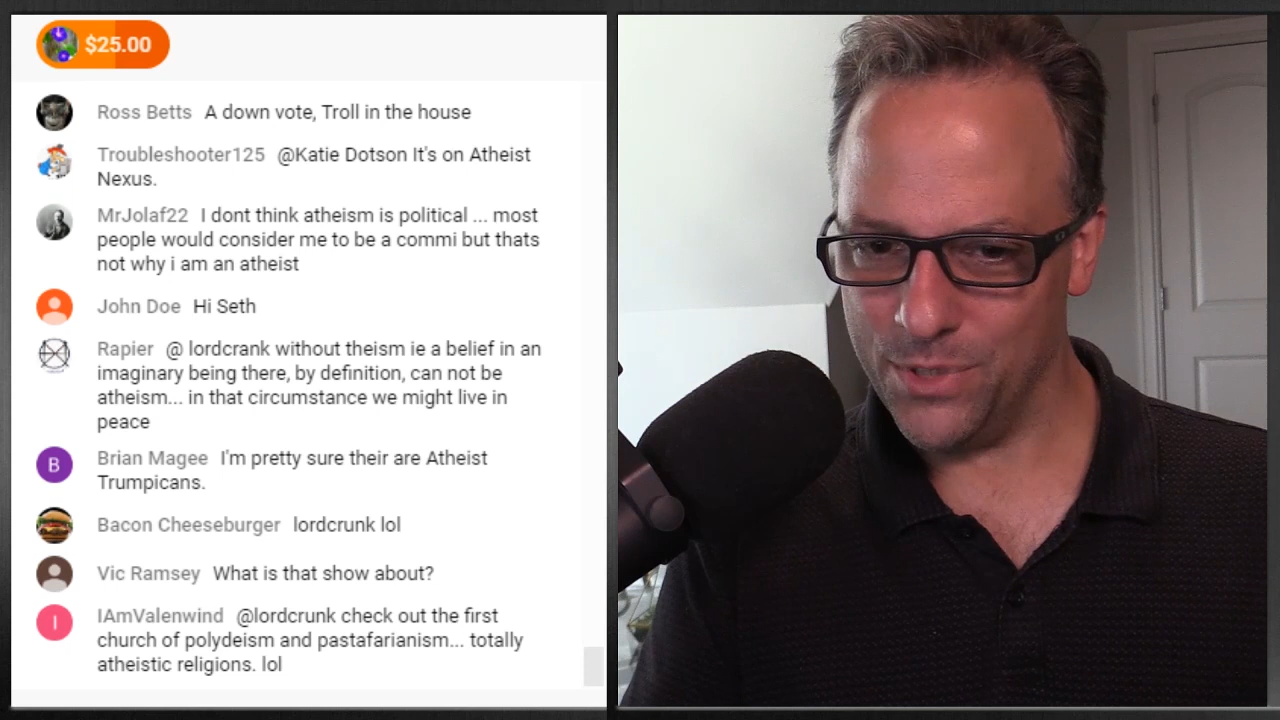 $25.00
Ross Betts A down vote, Troll in the house
Troubleshooter125 @Katie Dotson It's on Atheist
Nexus.
MrJolaf22 I dont think atheism is political ... most
people would consider me to be a commi but thats
not why i am an atheist
John Doe Hi Seth
Rapier @ lordcrank without theism ie a belief in an
imaginary being there, by definition, can not be
atheism... in that circumstance we might live in
peace
B Brian Magee I'm pretty sure their are Atheist
Trumpicans.
Bacon Cheeseburger lordcrunk lol
Vic Ramsey What is that show about?
I IAmValenwind @lordcrunk check out the first
church of polydeism and pastafarianism... totally
atheistic religions. lol